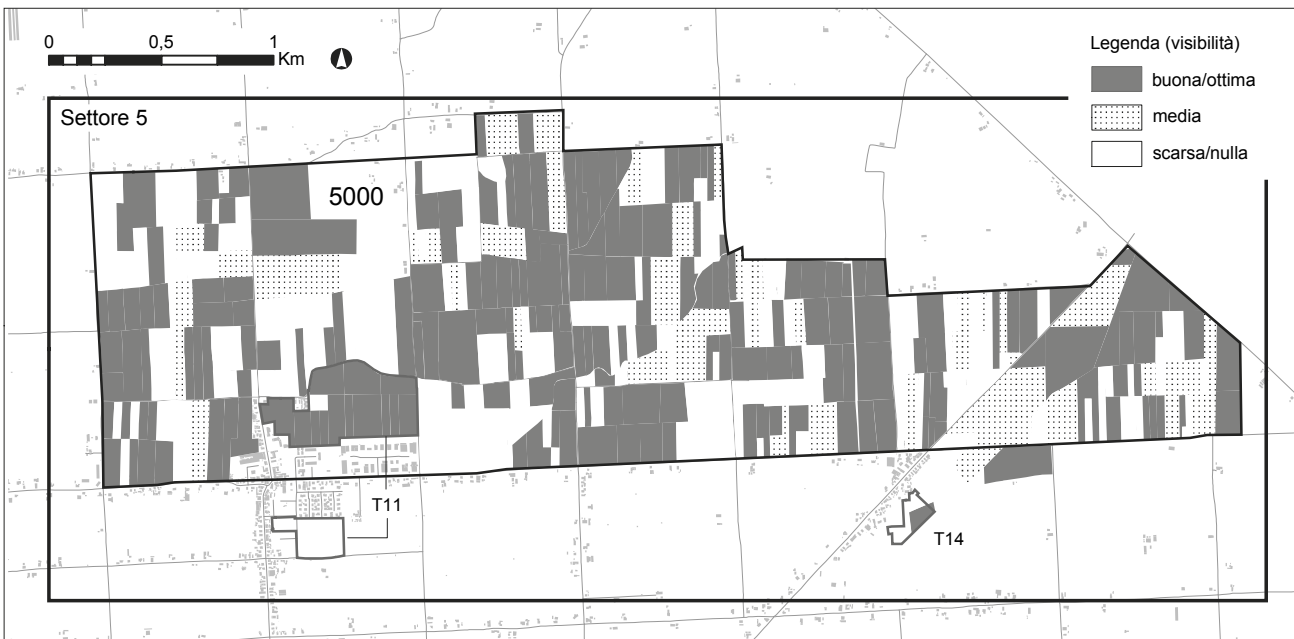 0 0,5 1
Km
Legenda (visibilità)
buona/ottima
media
scarsa/nulla
Settore 5
5000
T11
T14